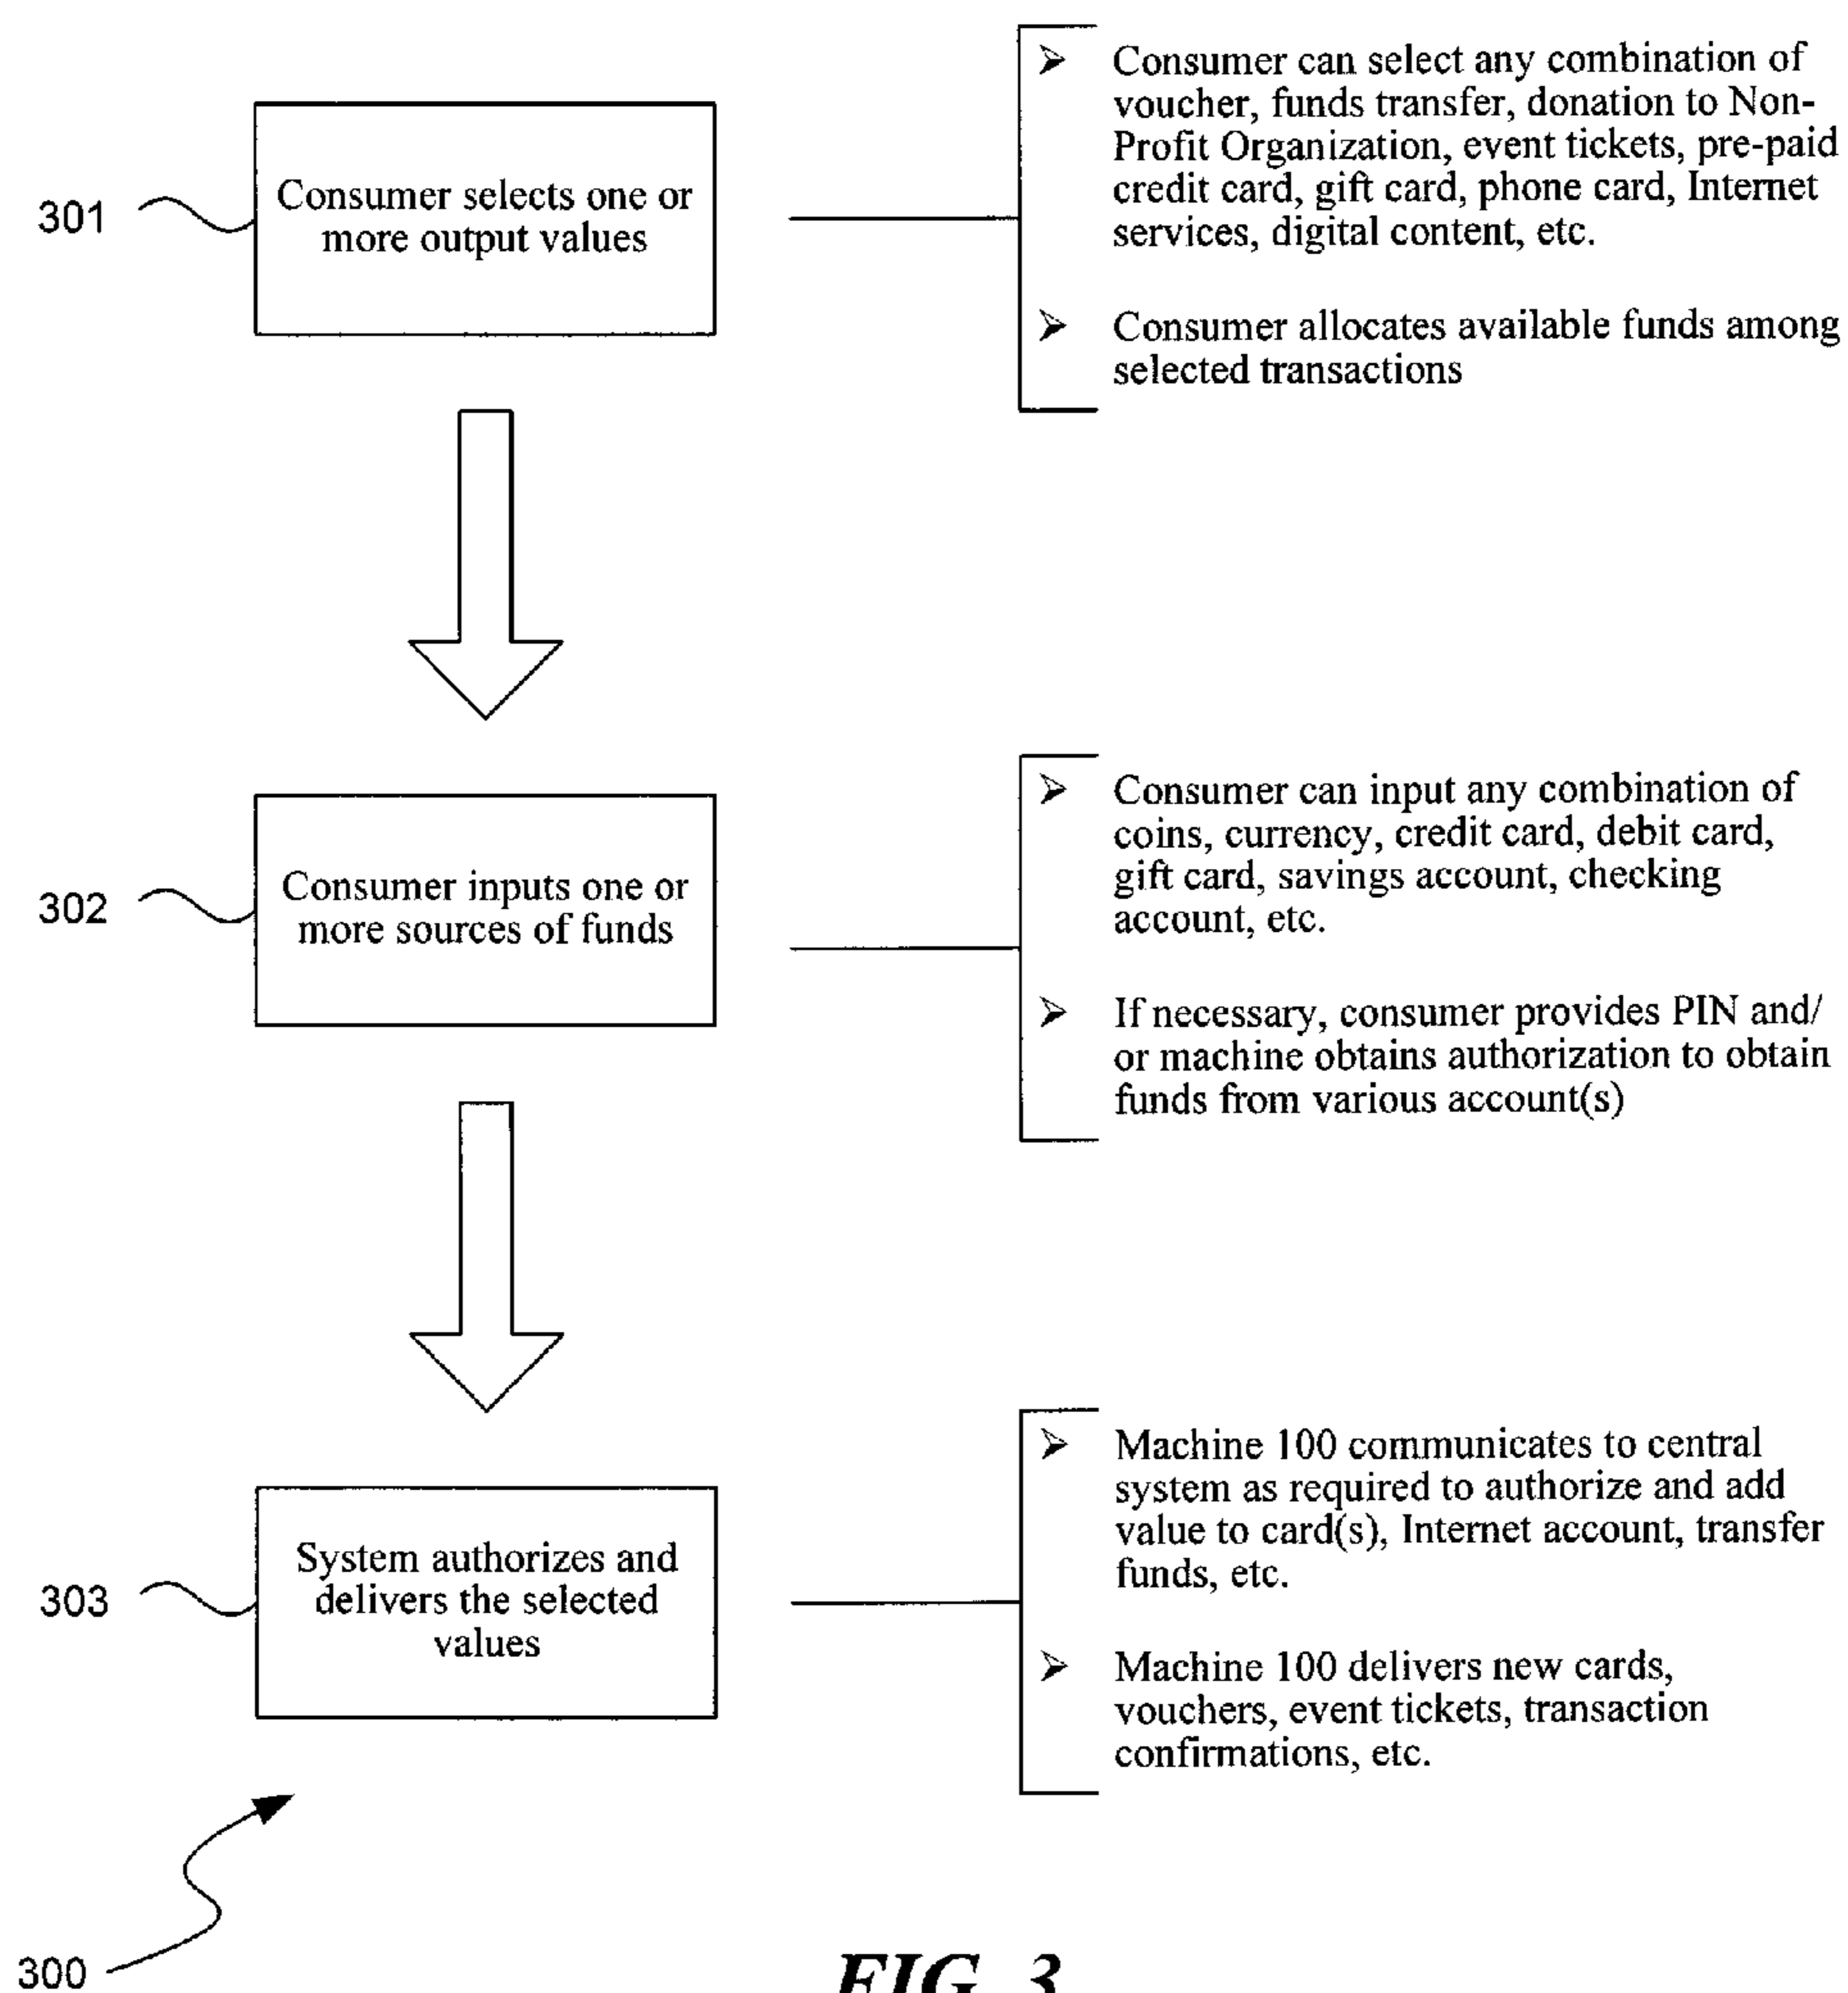 301
Consumer selects one or
more output values
➢ Consumer can select any combination of
voucher, funds transfer, donation to Non-
Profit Organization, event tickets, pre-paid
credit card, gift card, phone card, Internet
services, digital content, etc.
➢ Consumer allocates available funds among
selected transactions
302
Consumer inputs one or
more sources of funds
➢ Consumer can input any combination of
coins, currency, credit card, debit card,
gift card, savings account, checking
account, etc.
➢ If necessary, consumer provides PIN and/
or machine obtains authorization to obtain
funds from various account(s)
303
System authorizes and
delivers the selected
values
➢ Machine 100 communicates to central
system as required to authorize and add
value to card(s), Internet account, transfer
funds, etc.
➢ Machine 100 delivers new cards,
vouchers, event tickets, transaction
confirmations, etc.
300
FIG. 3